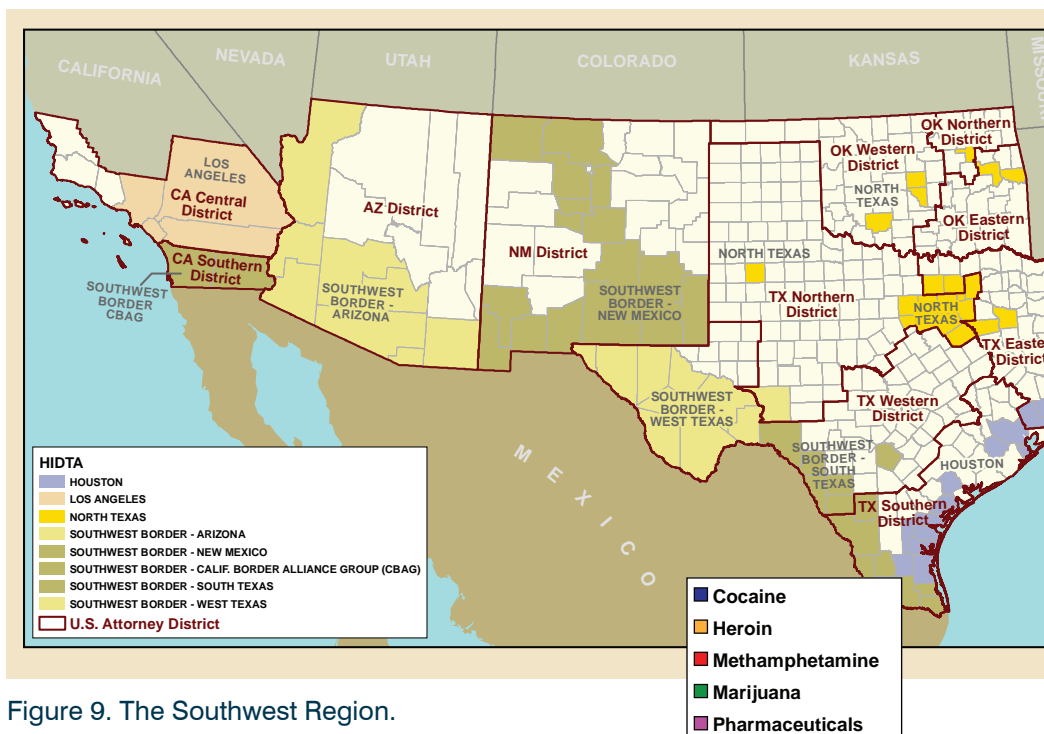 CALIFORNIA
NEVADA
UTAH
COLORADO
KANSAS
MISSOURI
LOS
ANGELES
CA Central
District
CA Southern
District
SOUTHWEST
BORDER
CBAG
AZ District
SOUTHWEST
BORDER -
ARIZONA
NM District
SOUTHWEST
BORDER -
NEW MEXICO
OK Northern
District
OK Western
District
NORTH
TEXAS
OK Eastern
District
NORTH TEXAS
TX Northern
District
NORTH
TEXAS
TX Easte
District
SOUTHWEST
BORDER -
WEST TEXAS
TX Western
District
SOUTHWEST
BORDER -
SOUTH
TEXAS
HOUSTON
TX Southern
District
MEXICO
HIDTA
HOUSTON
LOS ANGELES
NORTH TEXAS
SOUTHWEST BORDER - ARIZONA
SOUTHWEST BORDER - NEW MEXICO
SOUTHWEST BORDER - CALIF. BORDER ALLIANCE GROUP (CBAG)
SOUTHWEST BORDER - SOUTH TEXAS
SOUTHWEST BORDER - WEST TEXAS
U.S. Attorney District
Cocaine
Heroin
Methamphetamine
Marijuana
Pharmaceuticals
Figure 9. The Southwest Region.